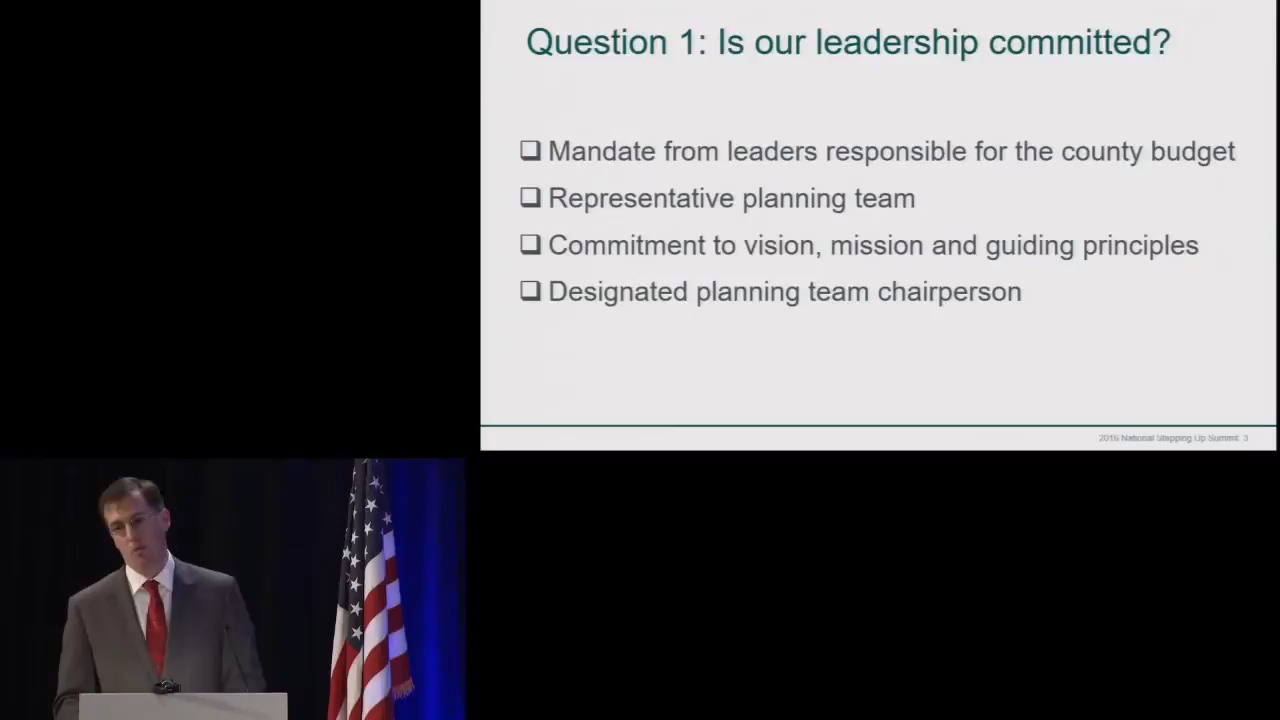 Question 1: Is our leadership committed?
❑ Mandate from leaders responsible for the county budget
❑ Representative planning team
❑ Commitment to vision, mission and guiding principles
❑ Designated planning team chairperson
2016 National Stepping Up Summit 3